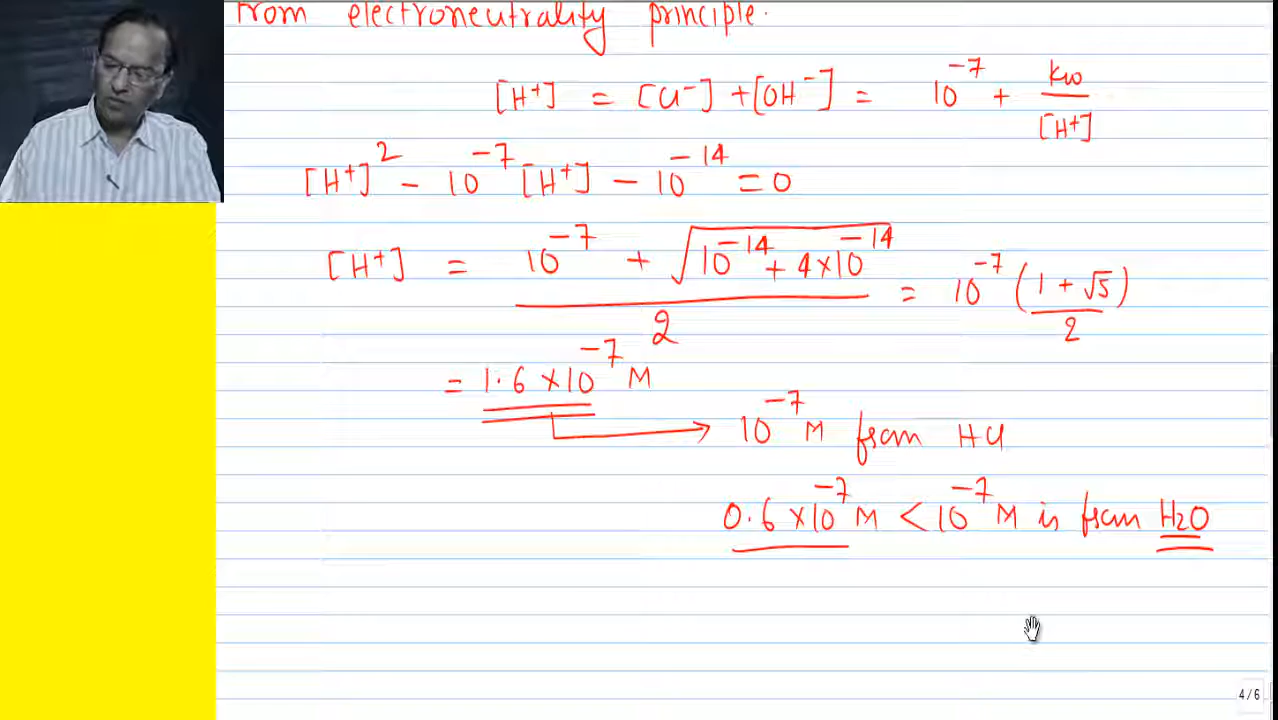 From electroneutrality principle.
[H+] = [Cl−] + [OH−] = 10^−7 + Kw/[H+]
[H+]^2 − 10^−7 [H+] − 10^−14 = 0
[H+] = (10^−7 + √(10^−14 + 4×10^−14))/2 = 10^−7 ((1 + √5)/2)
= 1.6 ×10^−7 M
10^−7 M from HCl
0.6 ×10^−7 M < 10^−7 M is from H2O
4/6